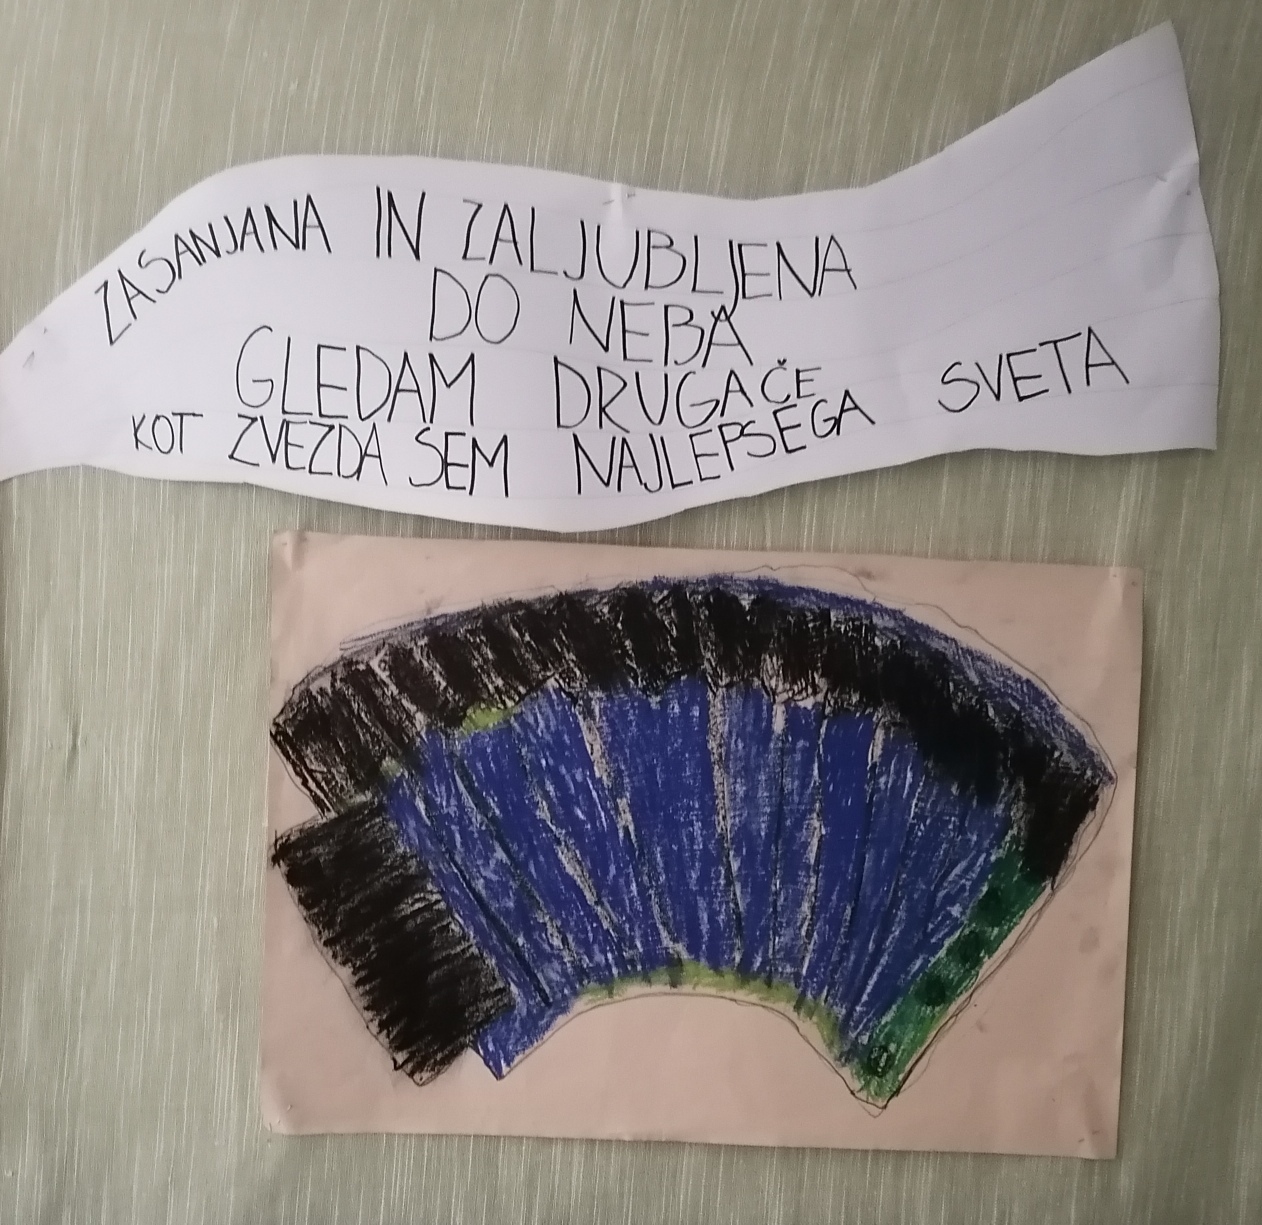 ZASANJANA IN ZALJUBLJENA
DO NEBA
GLEDAM DRUGAČE
KOT ZVEZDA SEM NAJLEPSEGA SVETA